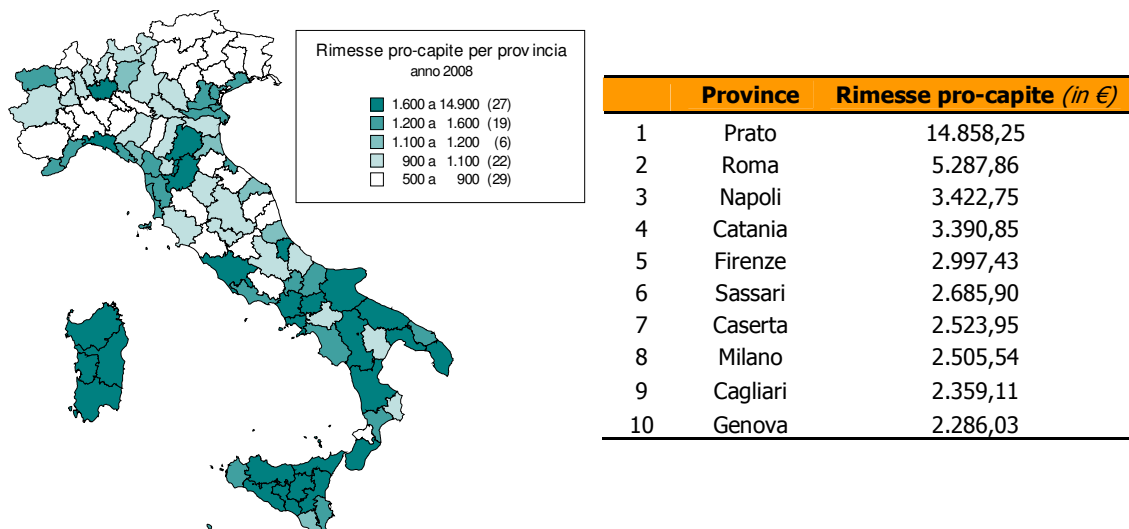 Rimesse pro-capite per provincia
anno 2008
1.600 a 14.900 (27)
1.200 a 1.600 (19)
1.100 a 1.200 (6)
900 a 1.100 (22)
500 a 900 (29)
Province Rimesse pro-capite (in €)
1 Prato 14.858,25
2 Roma 5.287,86
3 Napoli 3.422,75
4 Catania 3.390,85
5 Firenze 2.997,43
6 Sassari 2.685,90
7 Caserta 2.523,95
8 Milano 2.505,54
9 Cagliari 2.359,11
10 Genova 2.286,03